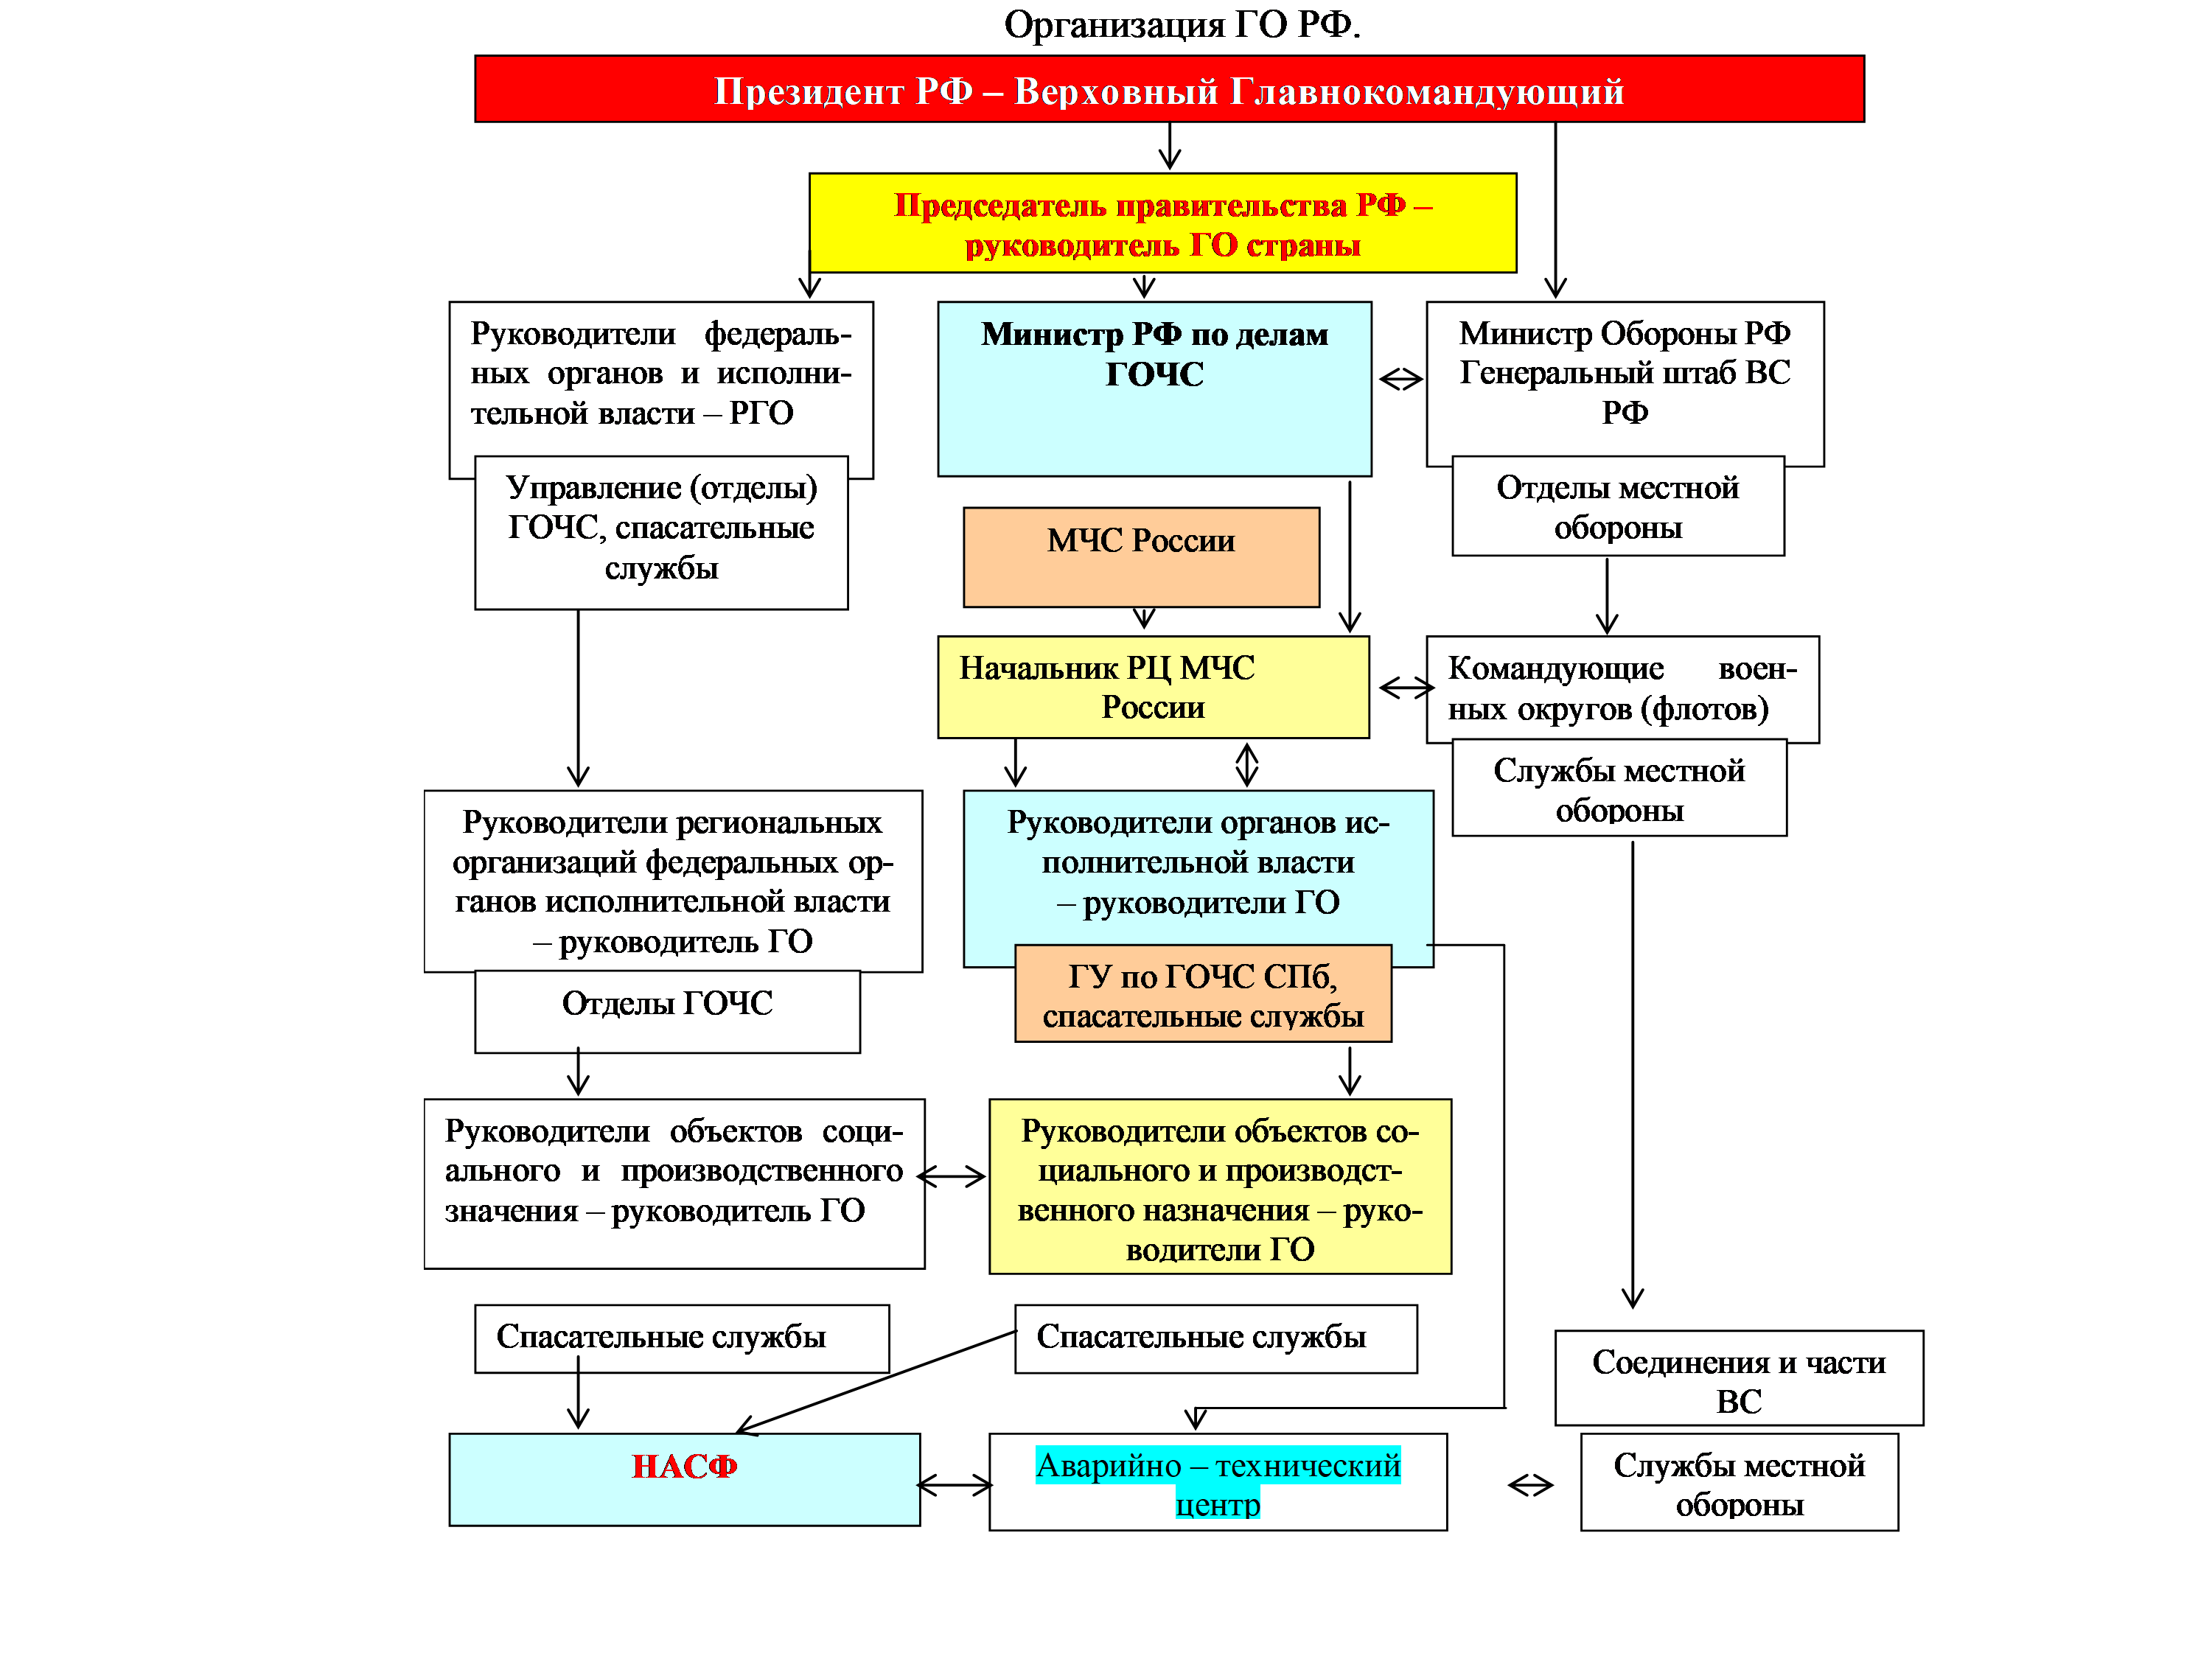 Организация ГО РФ.
Президент РФ – Верховный Главнокомандующий
Председатель правительства РФ –
руководитель ГО страны
Руководители федераль-
ных органов и исполни-
тельной власти – РГО
Управление (отделы)
ГОЧС, спасательные
службы
Министр РФ по делам
ГОЧС
Министр Обороны РФ
Генеральный штаб ВС
РФ
Отделы местной
обороны
МЧС России
Начальник РЦ МЧС
России
Командующие воен-
ных округов (флотов)
Службы местной
обороны
Руководители региональных
организаций федеральных ор-
ганов исполнительной власти
– руководитель ГО
Отделы ГОЧС
Руководители органов ис-
полнительной власти
– руководители ГО
ГУ по ГОЧС СПб,
спасательные службы
Руководители объектов соци-
ального и производственного
значения – руководитель ГО
Руководители объектов со-
циального и производст-
венного назначения – руко-
водители ГО
Спасательные службы
Спасательные службы
Соединения и части
ВС
НАСФ
Аварийно – технический
центр
Службы местной
обороны